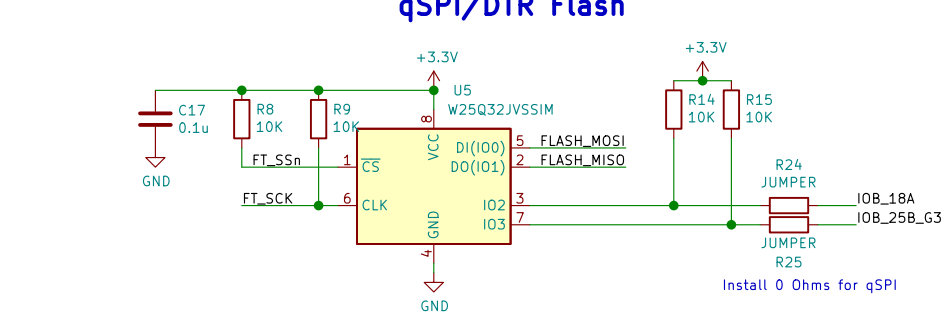 qSPI/DTR Flash
+3.3V
+3.3V
U5
W25Q32JVSSIM
C17
0.1u
R8
10K
R9
10K
R14
10K
R15
10K
8
VCC
5
DI(IO0)
FLASH_MOSI
2
DO(IO1)
FLASH_MISO
FT_SSn
1
CS
GND
R24
JUMPER
FT_SCK
6
CLK
IO2
3
IOB_18A
IO3
7
IOB_25B_G3
GND
4
JUMPER
R25
Install 0 Ohms for qSPI
GND